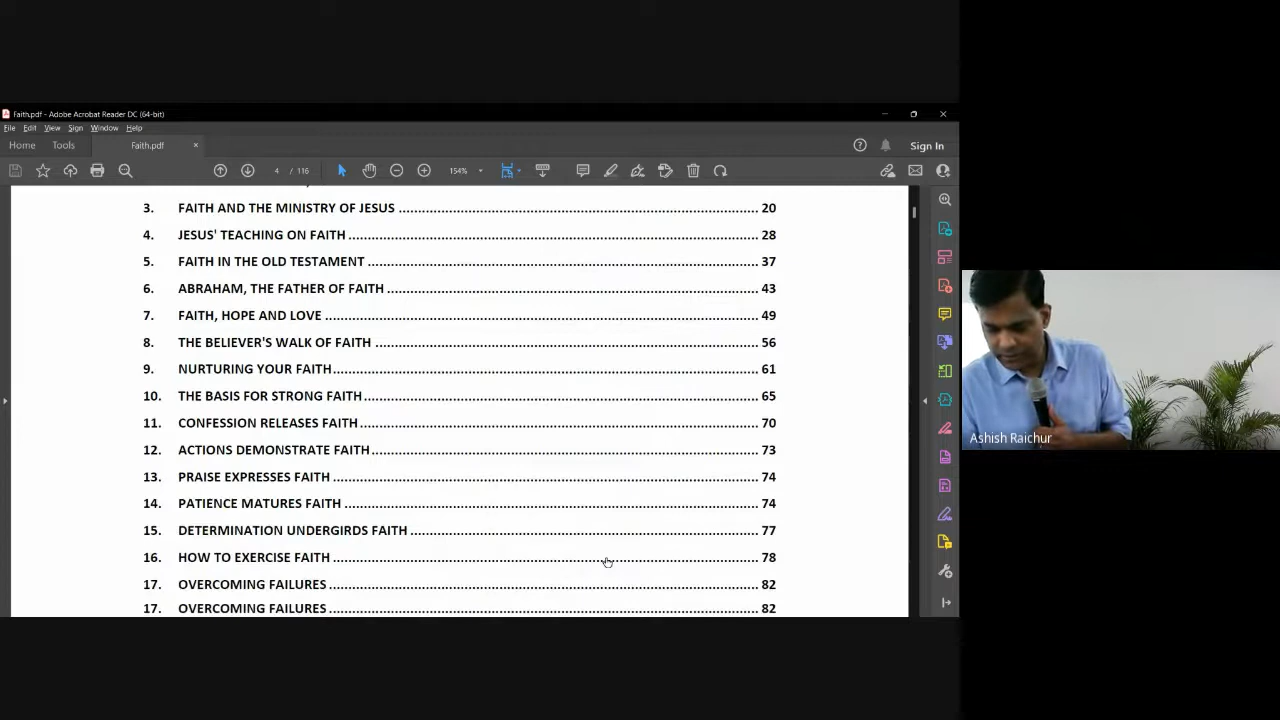 Faith.pdf - Adobe Acrobat Reader DC (64-bit)
File Edit View Sign Window Help
Home Tools Faith.pdf × Sign In
4 / 116 154%
3. FAITH AND THE MINISTRY OF JESUS ........................................ 20
4. JESUS' TEACHING ON FAITH ........................................ 28
5. FAITH IN THE OLD TESTAMENT ........................................ 37
6. ABRAHAM, THE FATHER OF FAITH ........................................ 43
7. FAITH, HOPE AND LOVE ........................................ 49
8. THE BELIEVER'S WALK OF FAITH ........................................ 56
9. NURTURING YOUR FAITH ........................................ 61
10. THE BASIS FOR STRONG FAITH ........................................ 65
11. CONFESSION RELEASES FAITH ........................................ 70
12. ACTIONS DEMONSTRATE FAITH ........................................ 73
13. PRAISE EXPRESSES FAITH ........................................ 74
14. PATIENCE MATURES FAITH ........................................ 74
15. DETERMINATION UNDERGIRDS FAITH ........................................ 77
16. HOW TO EXERCISE FAITH ........................................ 78
17. OVERCOMING FAILURES ........................................ 82
17. OVERCOMING FAILURES ........................................ 82
Ashish Raichur